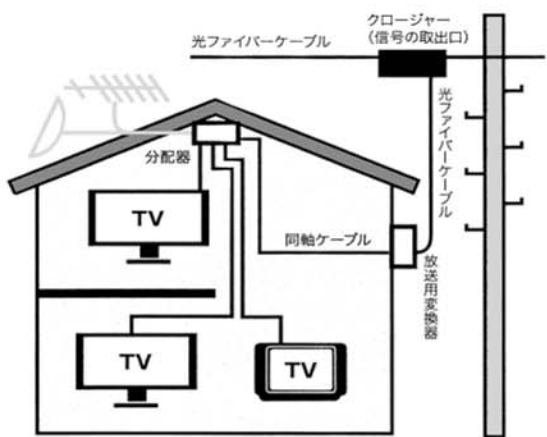 クロージャー
(信号の取出口)
光ファイバーケーブル
光ファイバーケーブル
分配器
TV
同軸ケーブル
放送用変換器
TV
TV